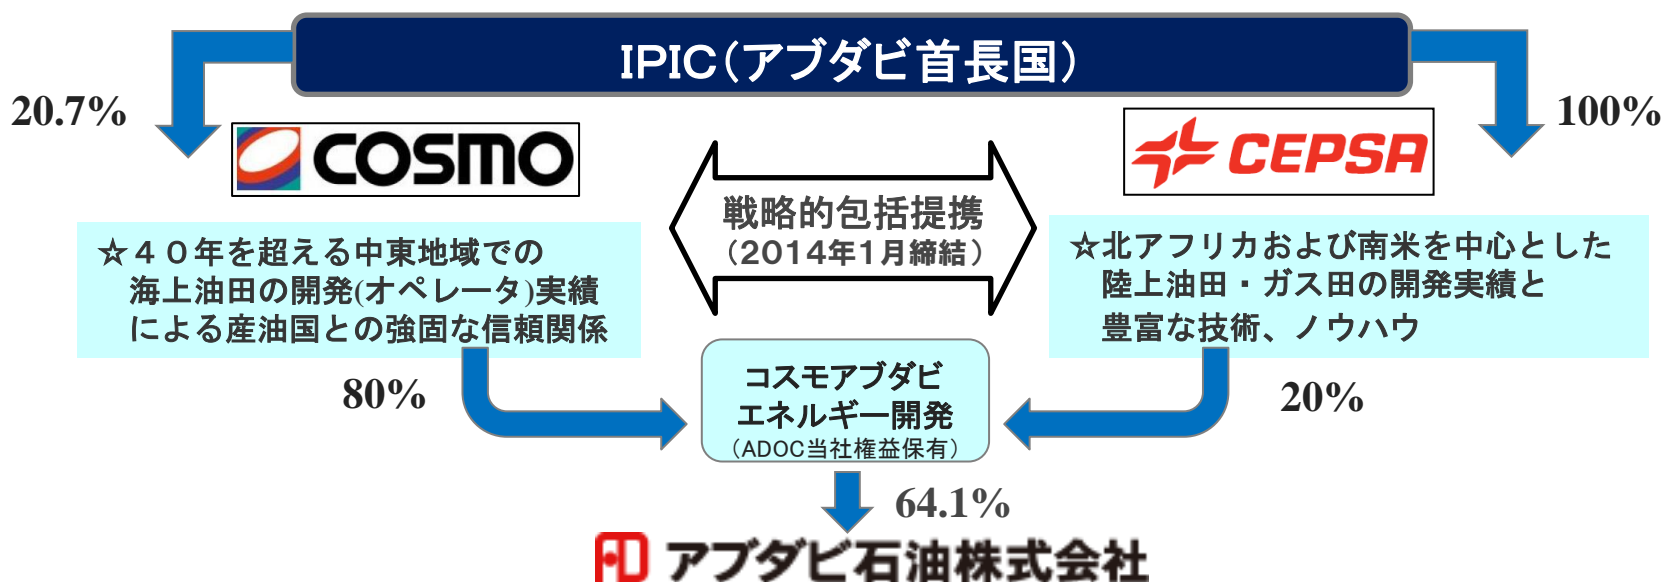 IPIC（アブダビ首長国）
20.7%
100%
COSMO
CEPSA
戦略的包括提携
（2014年1月締結）
☆４０年を超える中東地域での
海上油田の開発(オペレータ)実績
による産油国との強固な信頼関係
☆北アフリカおよび南米を中心とした
陸上油田・ガス田の開発実績と
豊富な技術、ノウハウ
80%
コスモアブダビ
エネルギー開発
（ADOC当社権益保有）
20%
64.1%
アブダビ石油株式会社